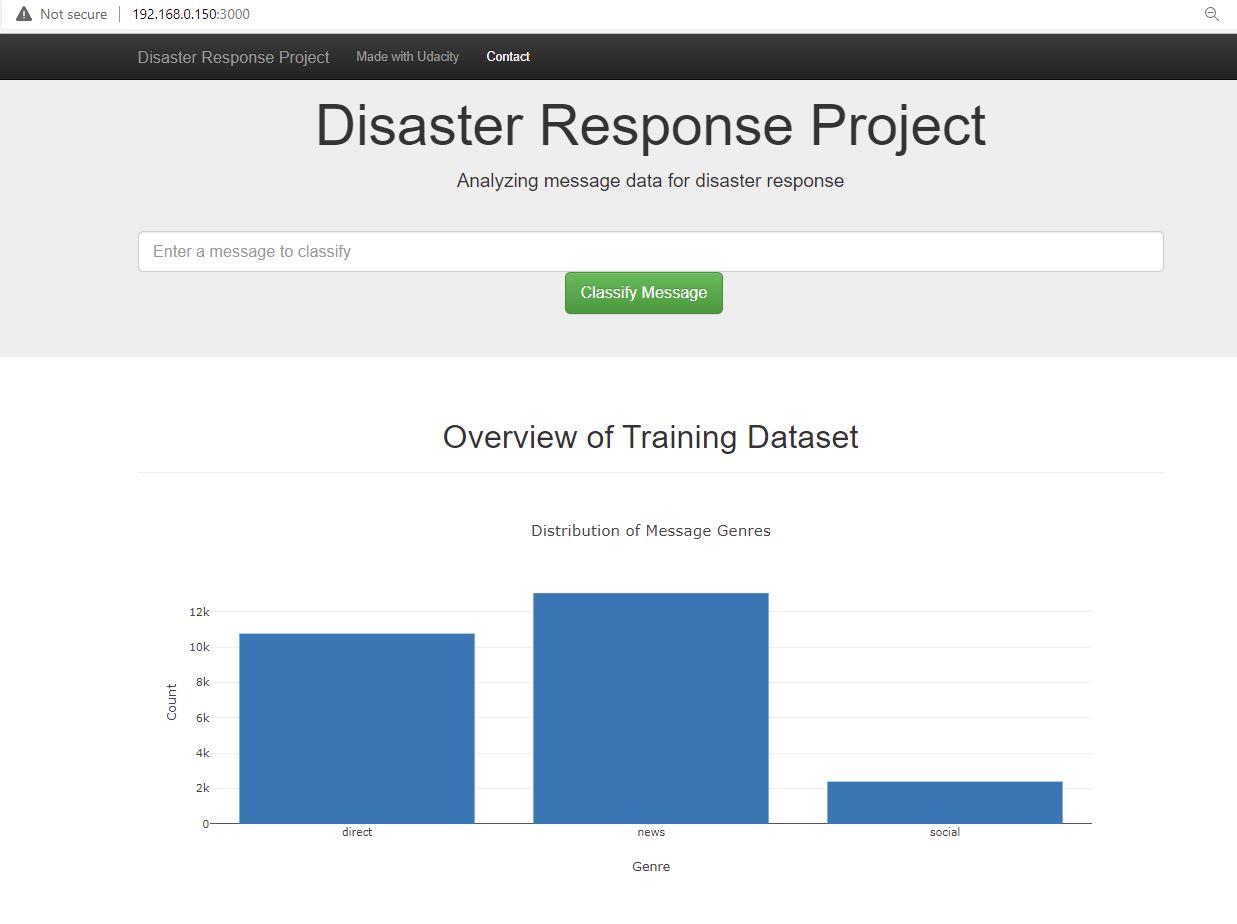 Not secure 192.168.0.150:3000
Disaster Response Project Made with Udacity Contact
Disaster Response Project
Analyzing message data for disaster response
Enter a message to classify
Classify Message
Overview of Training Dataset
Distribution of Message Genres
12k
10k
8k
6k
4k
2k
0
Count
direct news social
Genre